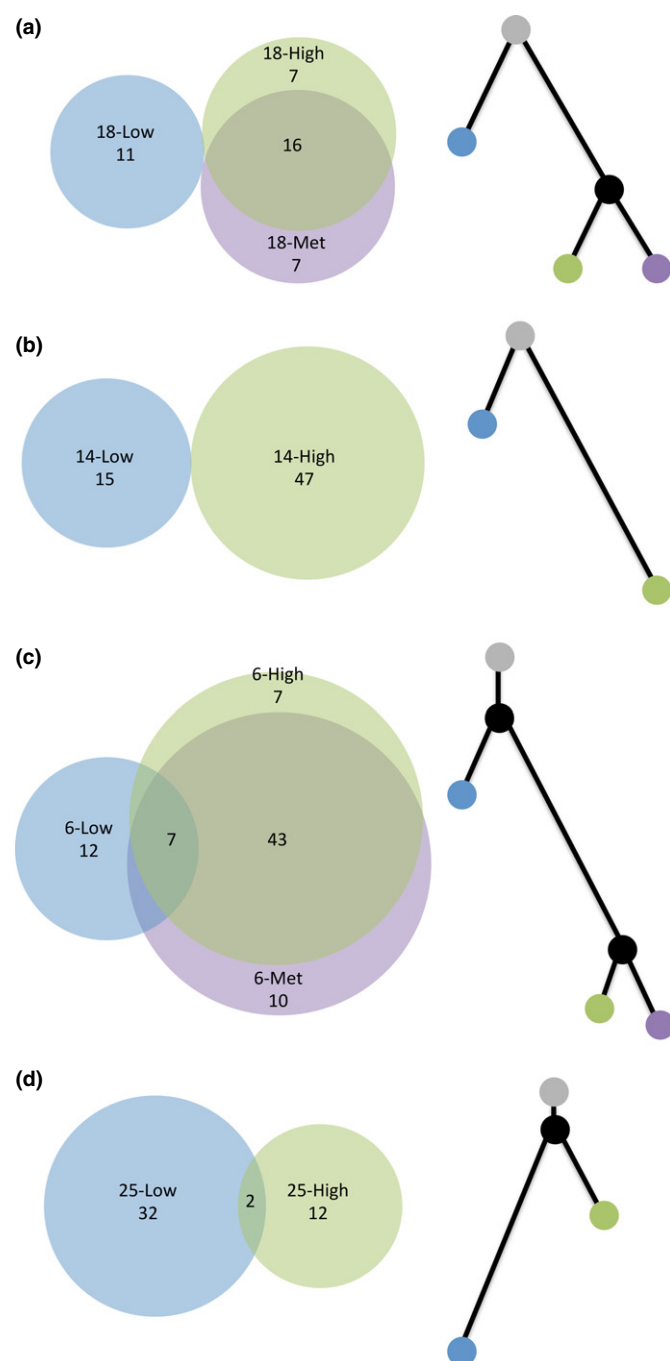 (a)
18-High
7
18-Low
11
16
18-Met
7
(b)
14-Low
15
14-High
47
(c)
6-High
7
6-Low
12
7
43
6-Met
10
(d)
25-Low
32
2
25-High
12